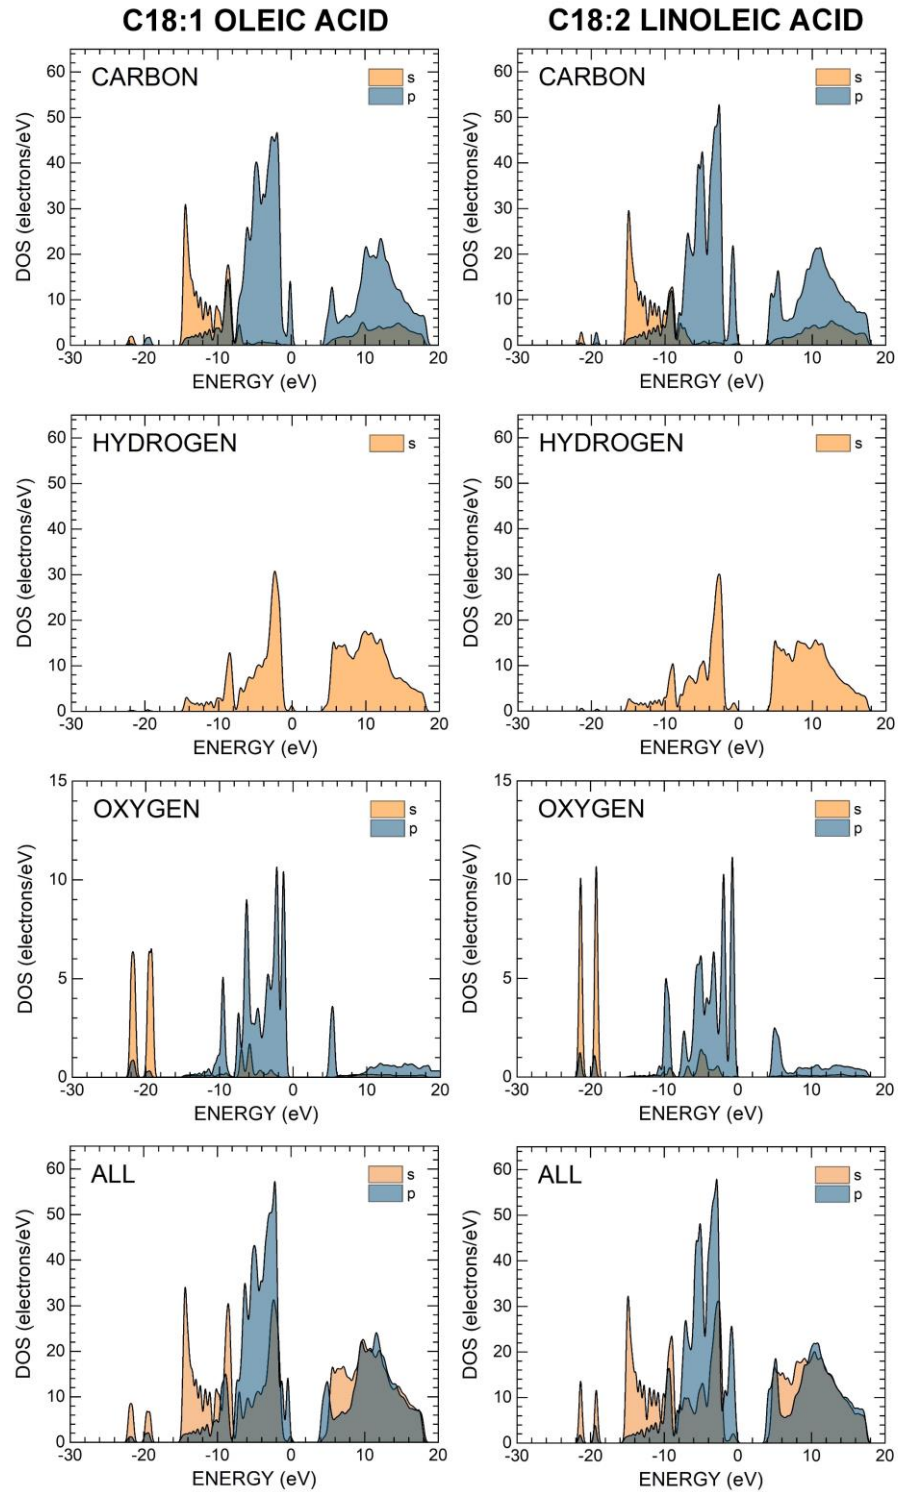 C18:1 OLEIC ACID
C18:2 LINOLEIC ACID
CARBON
s
p
60
50
40
30
20
10
0
DOS (electrons/eV)
-30 -20 -10 0 10 20
ENERGY (eV)
CARBON
s
p
60
50
40
30
20
10
0
DOS (electrons/eV)
-30 -20 -10 0 10 20
ENERGY (eV)
HYDROGEN
s
60
50
40
30
20
10
0
DOS (electrons/eV)
-30 -20 -10 0 10 20
ENERGY (eV)
HYDROGEN
s
60
50
40
30
20
10
0
DOS (electrons/eV)
-30 -20 -10 0 10 20
ENERGY (eV)
OXYGEN
s
p
15
10
5
0
DOS (electrons/eV)
-30 -20 -10 0 10 20
ENERGY (eV)
OXYGEN
s
p
15
10
5
0
DOS (electrons/eV)
-30 -20 -10 0 10 20
ENERGY (eV)
ALL
s
p
60
50
40
30
20
10
0
DOS (electrons/eV)
-30 -20 -10 0 10 20
ENERGY (eV)
ALL
s
p
60
50
40
30
20
10
0
DOS (electrons/eV)
-30 -20 -10 0 10 20
ENERGY (eV)